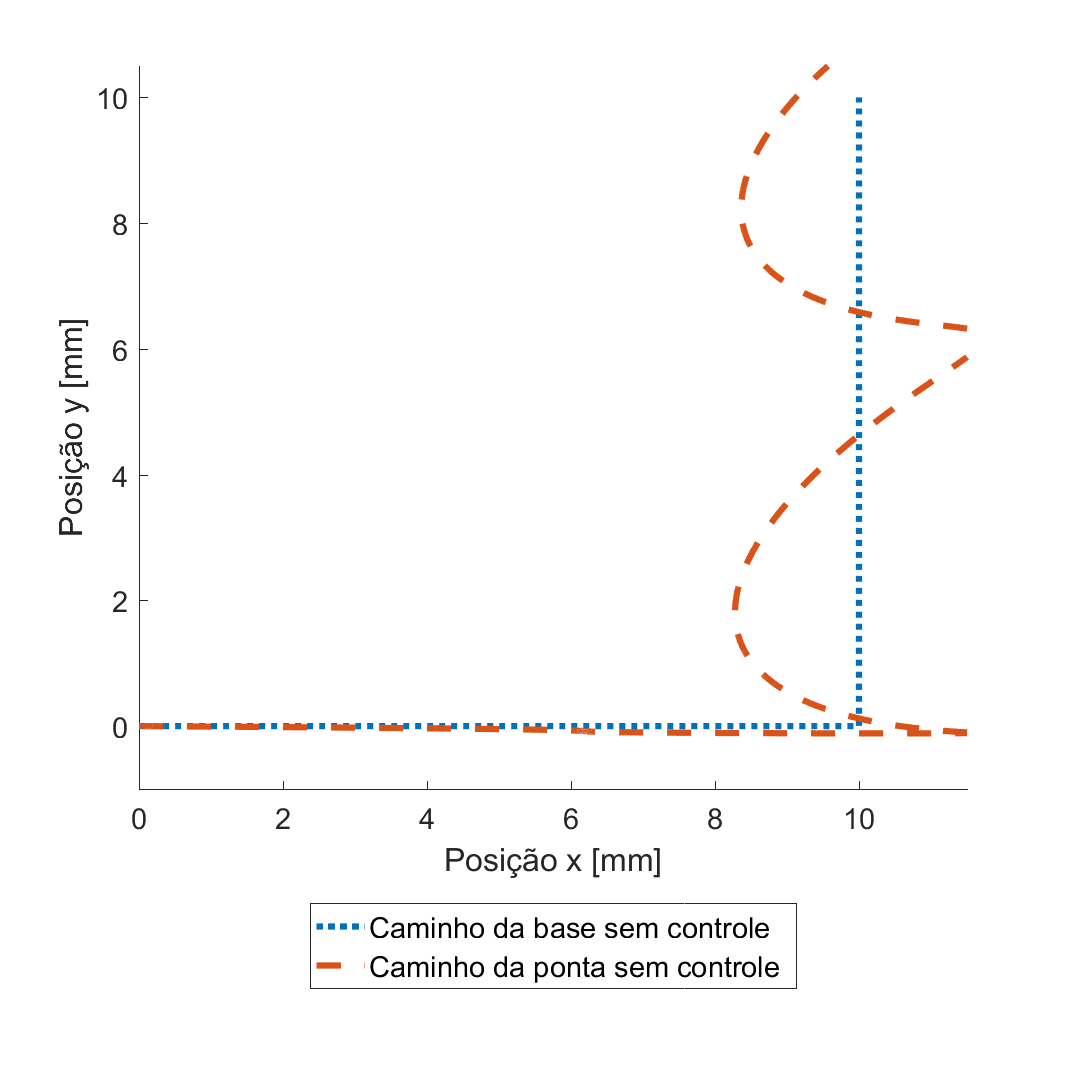 10
8
6
4
2
0
Posição y [mm]
0 2 4 6 8 10
Posição x [mm]
Caminho da base sem controle
Caminho da ponta sem controle